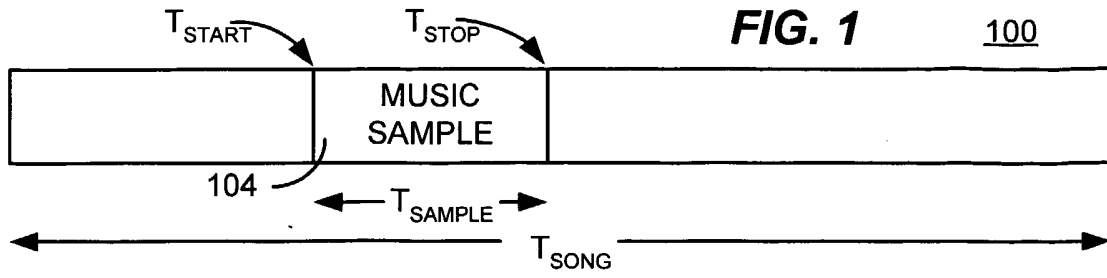 T_START T_STOP FIG. 1 100
MUSIC
SAMPLE
104
T_SAMPLE
T_SONG